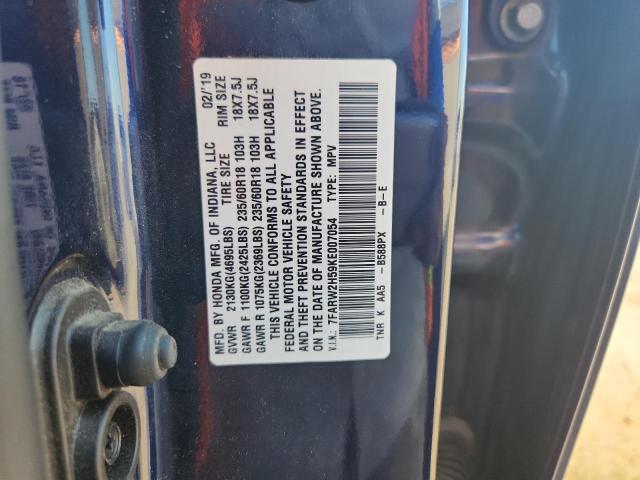 MFD. BY HONDA MFG. OF INDIANA, LLC 02/'19
TIRE SIZE RIM SIZE
GVWR 2130KG(4695LBS)
GAWR F 1100KG(2425LBS) 235/60R18 103H 18X7.5J
GAWR R 1075KG(2369LBS) 235/60R18 103H 18X7.5J
THIS VEHICLE CONFORMS TO ALL APPLICABLE
FEDERAL MOTOR VEHICLE SAFETY
AND THEFT PREVENTION STANDARDS IN EFFECT
ON THE DATE OF MANUFACTURE SHOWN ABOVE.
V.I.N.: 7FARW2H59KE007054 TYPE: MPV
TNR K AA5 -B588PX -B-E